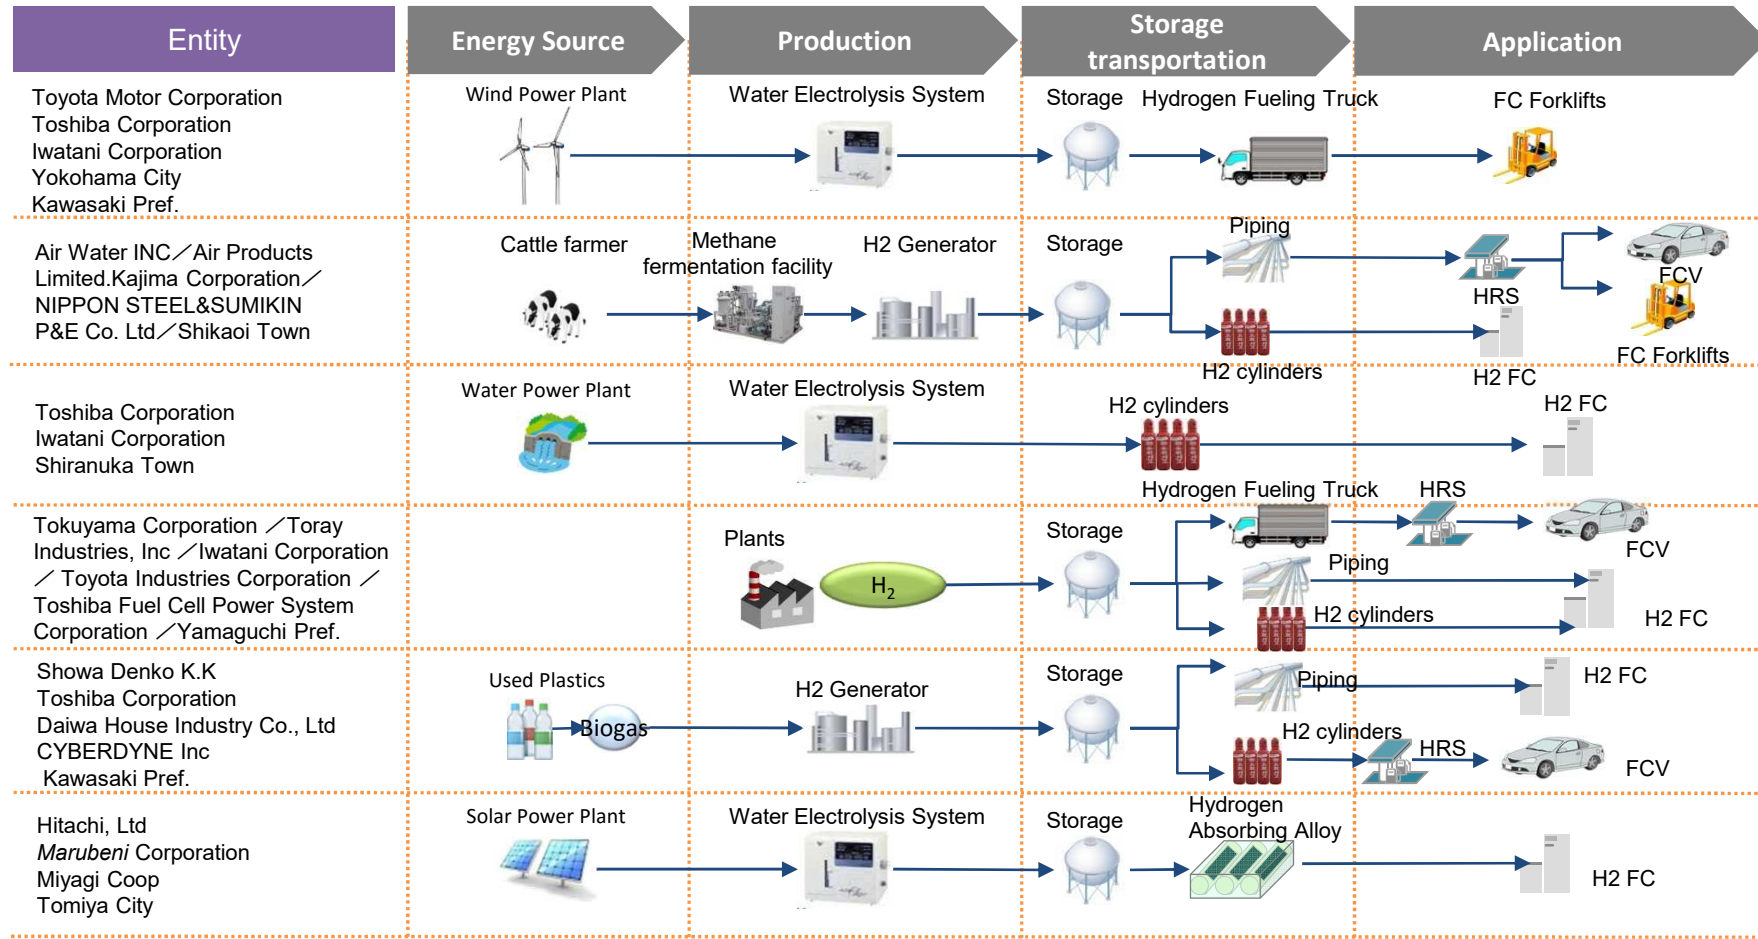 Entity
Energy Source
Production
Storage
transportation
Application
Toyota Motor Corporation
Toshiba Corporation
Iwatani Corporation
Yokohama City
Kawasaki Pref.
Wind Power Plant
Water Electrolysis System
Storage
Hydrogen Fueling Truck
FC Forklifts
Air Water INC／Air Products
Limited.Kajima Corporation／
NIPPON STEEL&SUMIKIN
P&E Co. Ltd／Shikaoi Town
Cattle farmer
Methane
fermentation facility
H2 Generator
Storage
Piping
H2 cylinders
HRS
FCV
FC Forklifts
H2 FC
Toshiba Corporation
Iwatani Corporation
Shiranuka Town
Water Power Plant
Water Electrolysis System
H2 cylinders
H2 FC
Tokuyama Corporation ／Toray
Industries, Inc ／Iwatani Corporation
／ Toyota Industries Corporation ／
Toshiba Fuel Cell Power System
Corporation ／Yamaguchi Pref.
Plants
H2
Storage
Hydrogen Fueling Truck
HRS
FCV
Piping
H2 cylinders
H2 FC
Showa Denko K.K
Toshiba Corporation
Daiwa House Industry Co., Ltd
CYBERDYNE Inc
Kawasaki Pref.
Used Plastics
Biogas
H2 Generator
Storage
Piping
H2 FC
H2 cylinders
HRS
FCV
Hitachi, Ltd
Marubeni Corporation
Miyagi Coop
Tomiya City
Solar Power Plant
Water Electrolysis System
Storage
Hydrogen
Absorbing Alloy
H2 FC